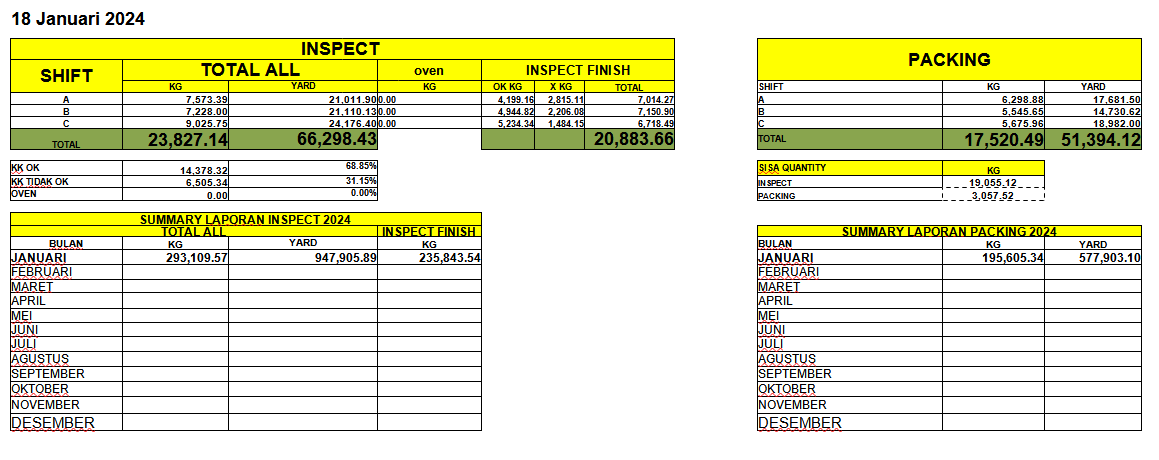 18 Januari 2024
INSPECT
SHIFT TOTAL ALL oven INSPECT FINISH
KG YARD KG OK KG X KG TOTAL
A 7,573.39 21,011.90 0.00 4,199.16 2,815.11 7,014.27
B 7,228.00 21,110.13 0.00 4,944.82 2,206.08 7,150.90
C 9,025.75 24,176.40 0.00 5,234.34 1,484.15 6,718.49
TOTAL 23,827.14 66,298.43 20,883.66
KK OK 14,378.32 68.85%
KK TIDAK OK 6,505.34 31.15%
OVEN 0.00 0.00%
SUMMARY LAPORAN INSPECT 2024
TOTAL ALL INSPECT FINISH
BULAN KG YARD KG
JANUARI 293,109.57 947,905.89 235,843.54
FEBRUARI
MARET
APRIL
MEI
JUNI
JULI
AGUSTUS
SEPTEMBER
OKTOBER
NOVEMBER
DESEMBER
PACKING
SHIFT KG YARD
A 6,298.88 17,681.50
B 5,545.65 14,730.62
C 5,675.96 18,982.00
TOTAL 17,520.49 51,394.12
SISA QUANTITY KG
INSPECT 19,055.12
PACKING 3,057.52
SUMMARY LAPORAN PACKING 2024
BULAN KG YARD
JANUARI 195,605.34 577,903.10
FEBRUARI
MARET
APRIL
MEI
JUNI
JULI
AGUSTUS
SEPTEMBER
OKTOBER
NOVEMBER
DESEMBER